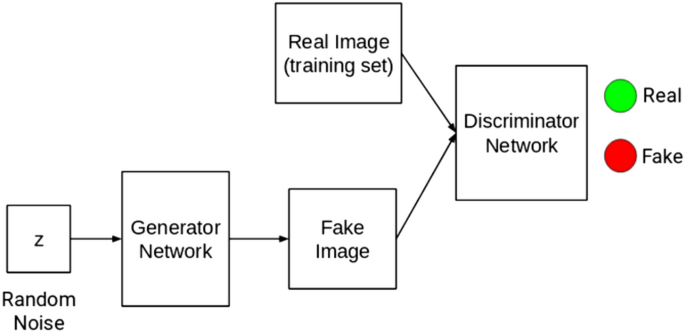 Real Image
(training set)
Discriminator
Network
Real
Fake
z
Random
Noise
Generator
Network
Fake
Image